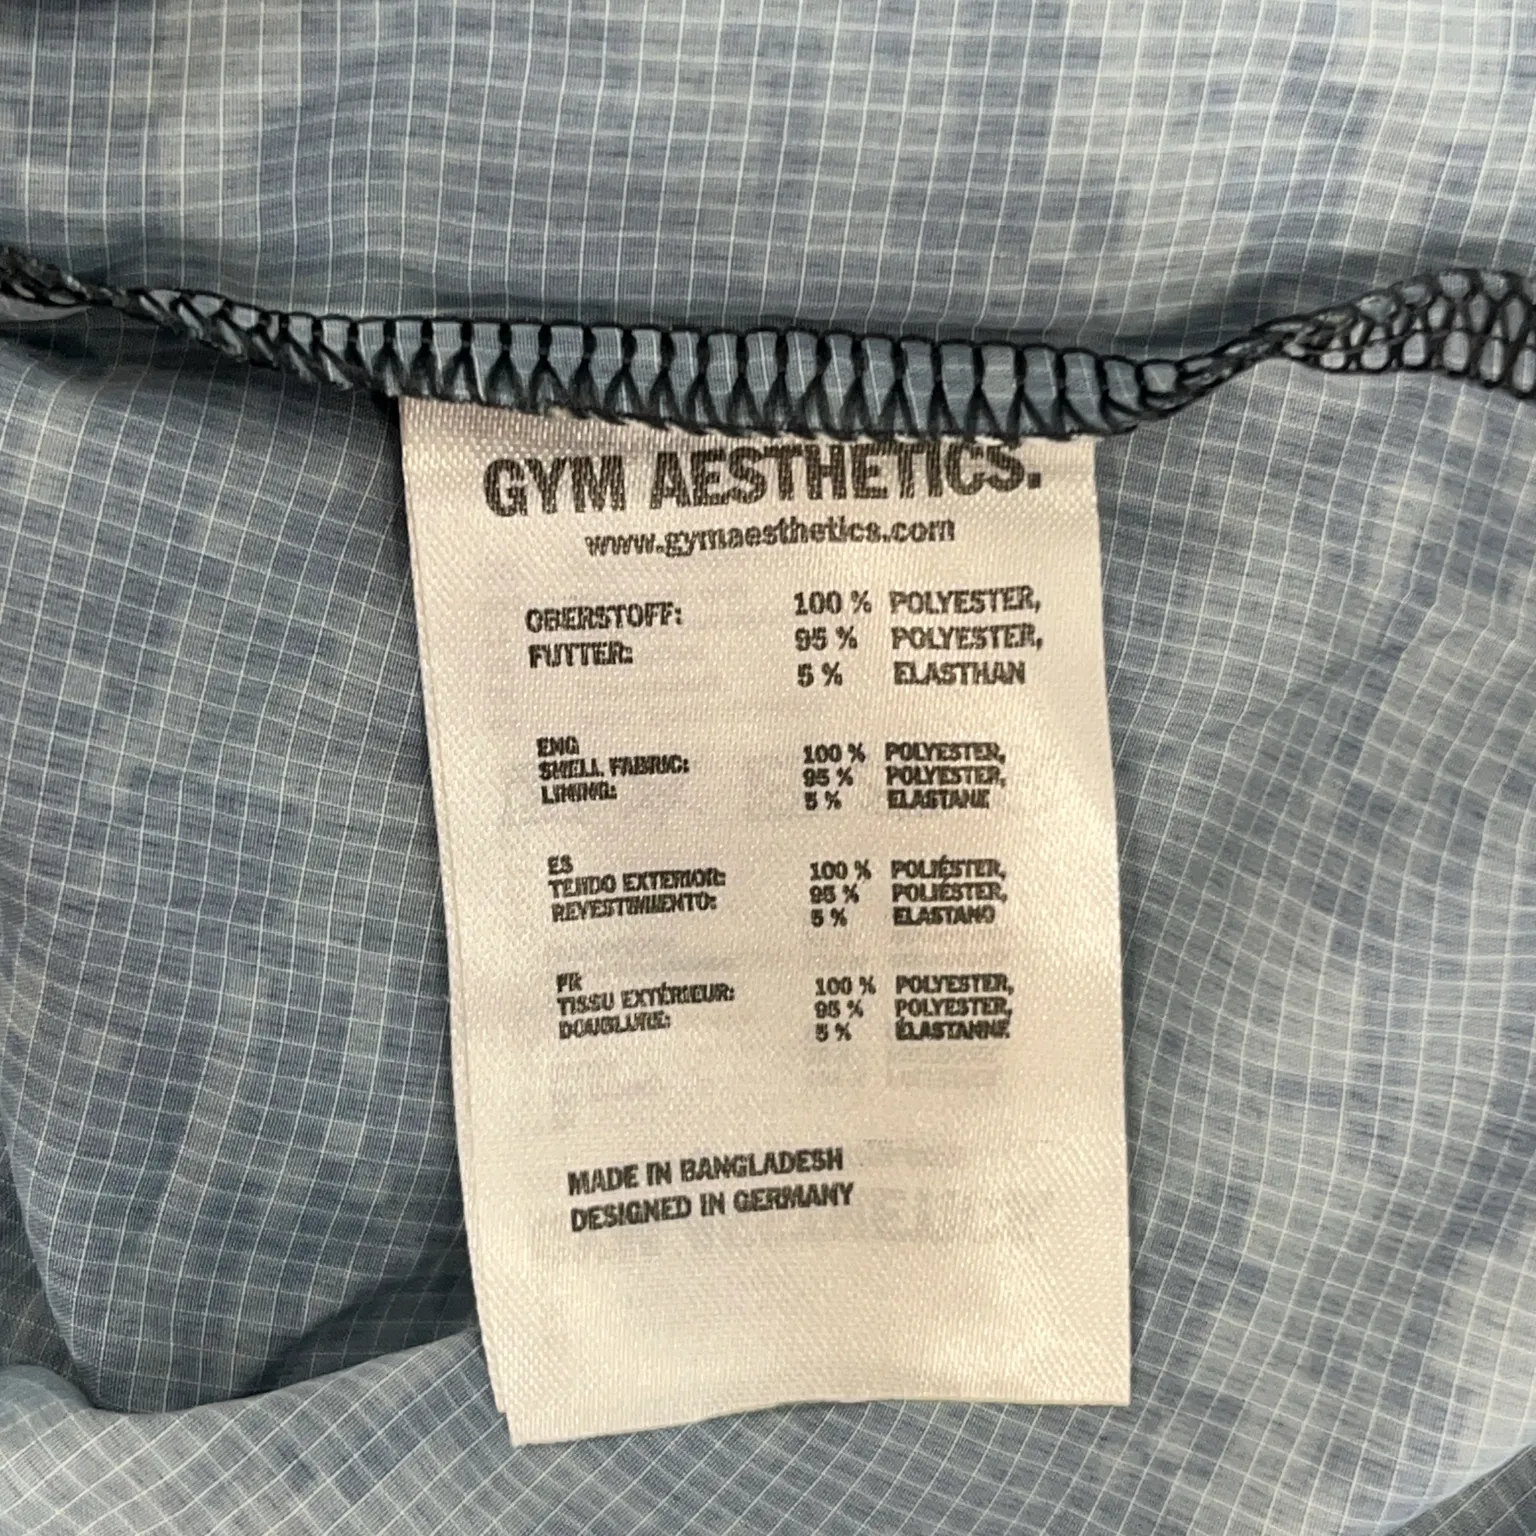 GYM AESTHETICS.
www.gymaesthetics.com
OBERSTOFF: 100 % POLYESTER,
FUTTER: 95 % POLYESTER,
5 % ELASTHAN
ENG
SHELL FABRIC: 100 % POLYESTER,
LINING: 95 % POLYESTER,
5 % ELASTANE
ES
TEJIDO EXTERIOR: 100 % POLIÉSTER,
REVESTIMIENTO: 95 % POLIÉSTER,
5 % ELASTANO
FR
TISSU EXTÉRIEUR: 100 % POLYESTER,
DOUBLURE: 95 % POLYESTER,
5 % ÉLASTHANNE
MADE IN BANGLADESH
DESIGNED IN GERMANY